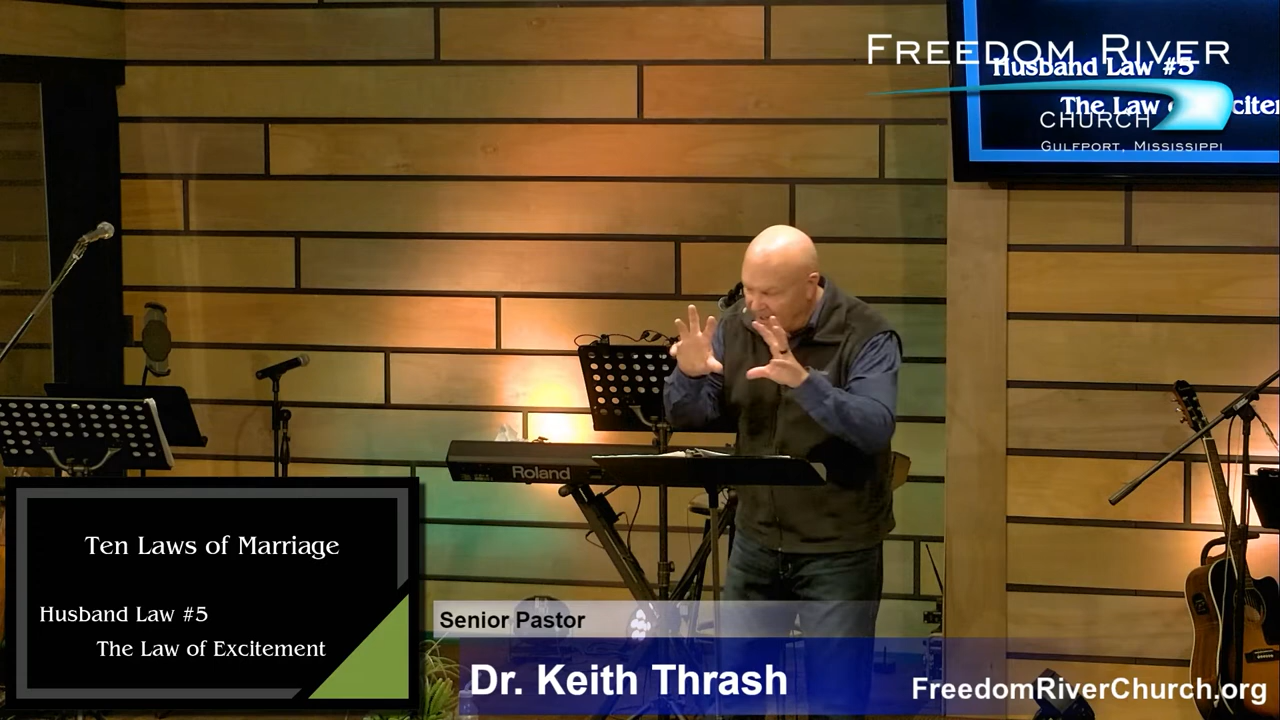 FREEDOM RIVER
CHURCH
GULFPORT, MISSISSIPPI
Husband Law #5
The Law
Roland
Ten Laws of Marriage
Husband Law #5
The Law of Excitement
Senior Pastor
Dr. Keith Thrash
FreedomRiverChurch.org